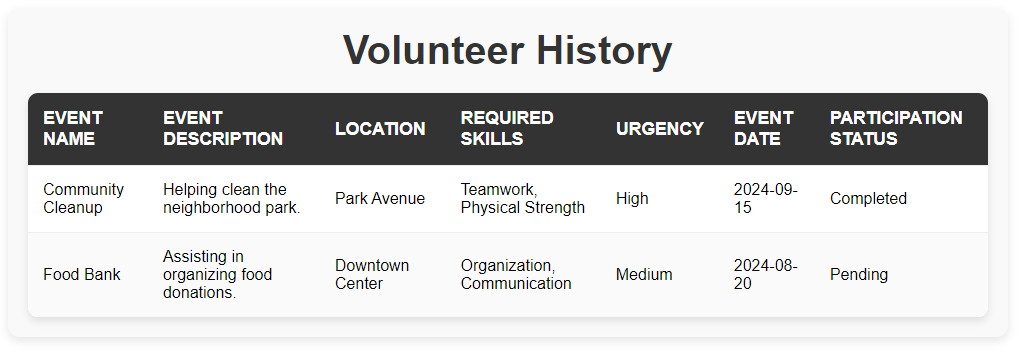 Volunteer History
EVENT NAME
EVENT DESCRIPTION
LOCATION
REQUIRED SKILLS
URGENCY
EVENT DATE
PARTICIPATION STATUS
Community Cleanup
Helping clean the neighborhood park.
Park Avenue
Teamwork, Physical Strength
High
2024-09-15
Completed
Food Bank
Assisting in organizing food donations.
Downtown Center
Organization, Communication
Medium
2024-08-20
Pending